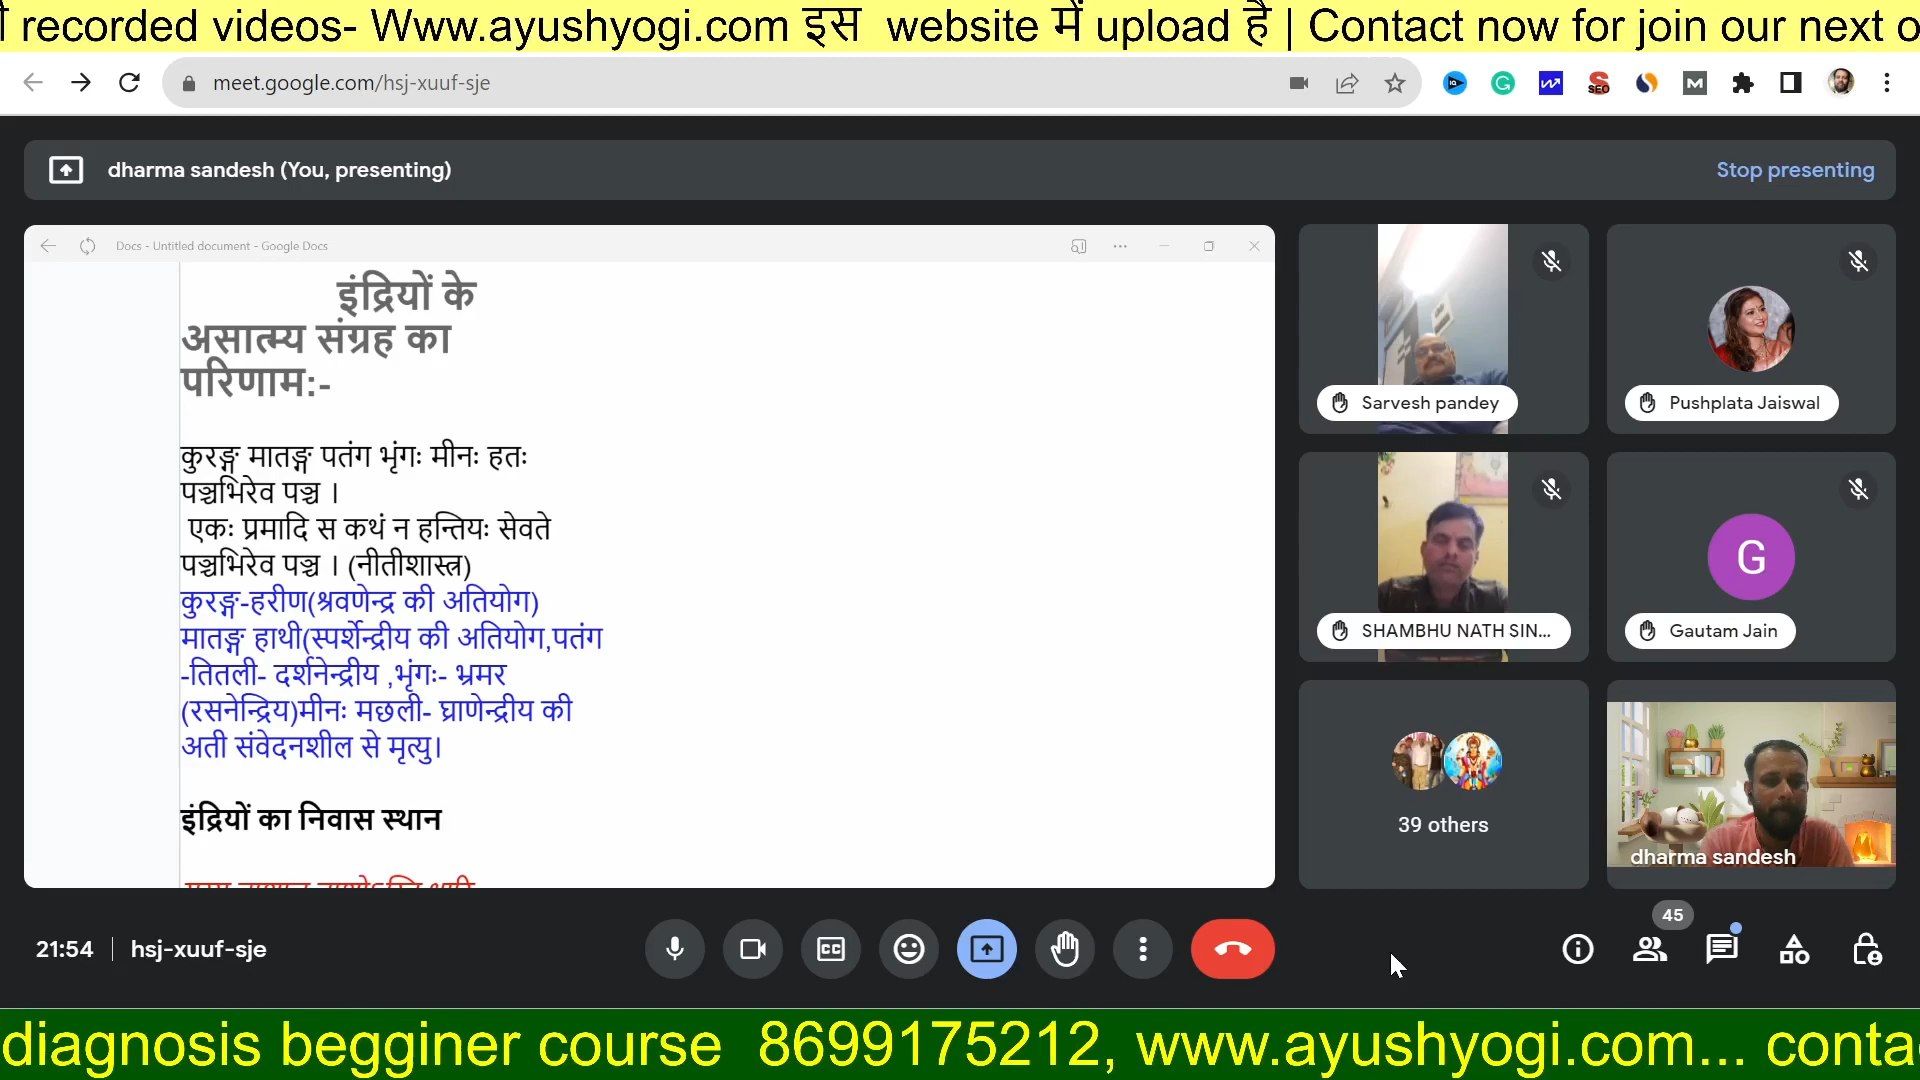 recorded videos- Www.ayushyogi.com इस website में upload है | Contact now for join our next o
meet.google.com/hsj-xuuf-sje
dharma sandesh (You, presenting)
Stop presenting
Docs - Untitled document - Google Docs
इंद्रियों के
असात्म्य संग्रह का
परिणाम:-
कुरङ्ग मातङ्ग पतंग भृंगः मीनः हतः
पञ्चभिरेव पञ्च ।
एकः प्रमादि स कथं न हन्तियः सेवते
पञ्चभिरेव पञ्च । (नीतीशास्त्र)
कुरङ्ग-हरीण(श्रवणेन्द्र की अतियोग)
मातङ्ग हाथी(स्पर्शेन्द्रीय की अतियोग,पतंग
-तितली- दर्शनेन्द्रीय ,भृंगः- भ्रमर
(रसनेन्द्रिय)मीनः मछली- घ्राणेन्द्रीय की
अती संवेदनशील से मृत्यु।
इंद्रियों का निवास स्थान
Sarvesh pandey
Pushplata Jaiswal
SHAMBHU NATH SIN...
G
Gautam Jain
39 others
dharma sandesh
21:54 | hsj-xuuf-sje
45
diagnosis begginer course 8699175212, www.ayushyogi.com... conta